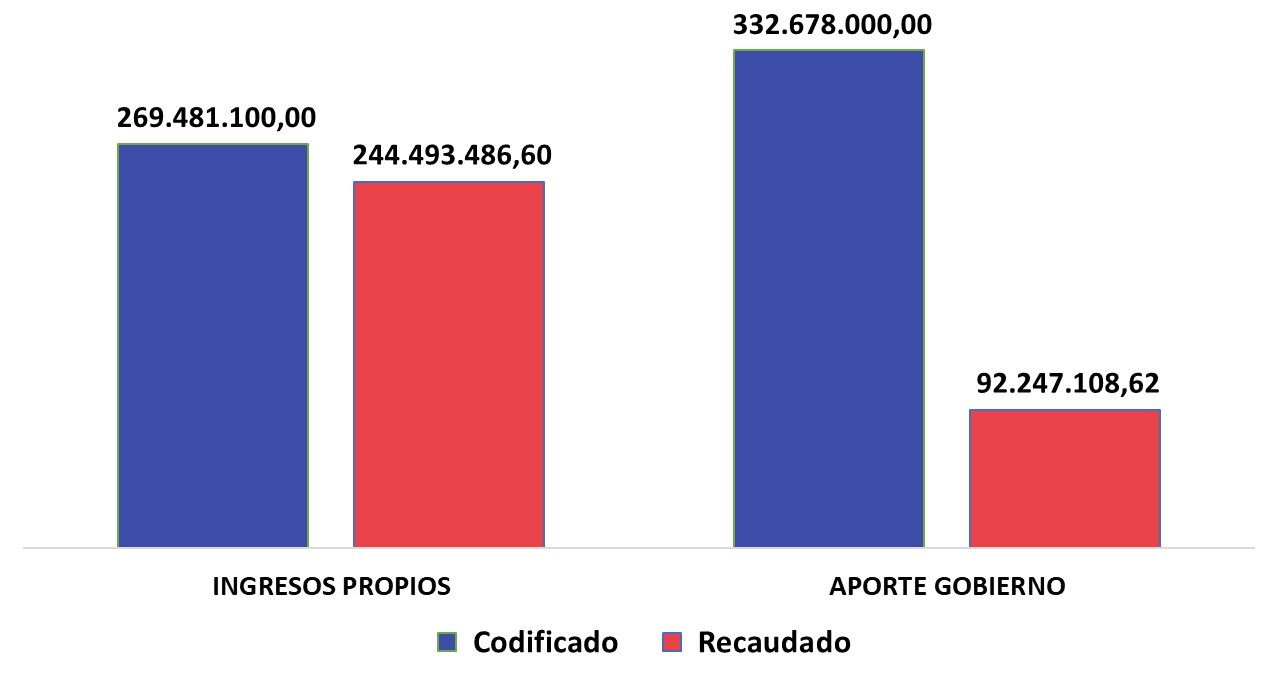 332.678.000,00
269.481.100,00
244.493.486,60
92.247.108,62
INGRESOS PROPIOS
APORTE GOBIERNO
Codificado
Recaudado